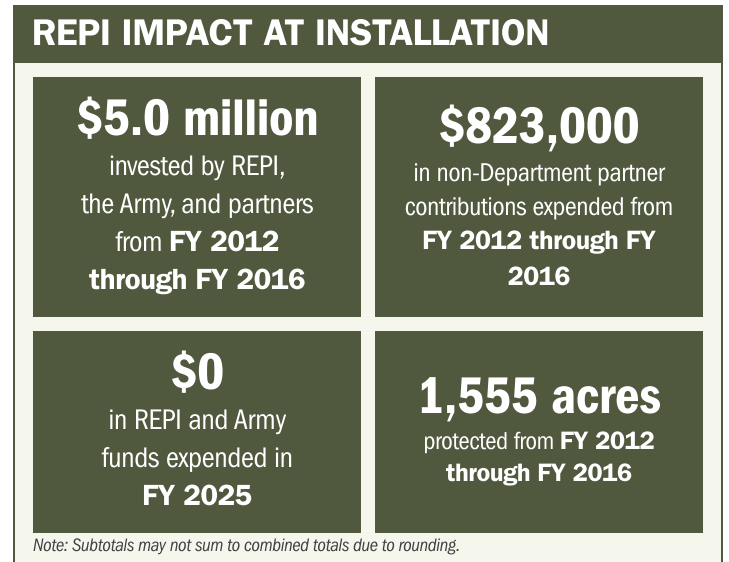 REPI IMPACT AT INSTALLATION
$5.0 million
invested by REPI,
the Army, and partners
from FY 2012
through FY 2016
$823,000
in non-Department partner
contributions expended from
FY 2012 through FY
2016
$0
in REPI and Army
funds expended in
FY 2025
1,555 acres
protected from FY 2012
through FY 2016
Note: Subtotals may not sum to combined totals due to rounding.